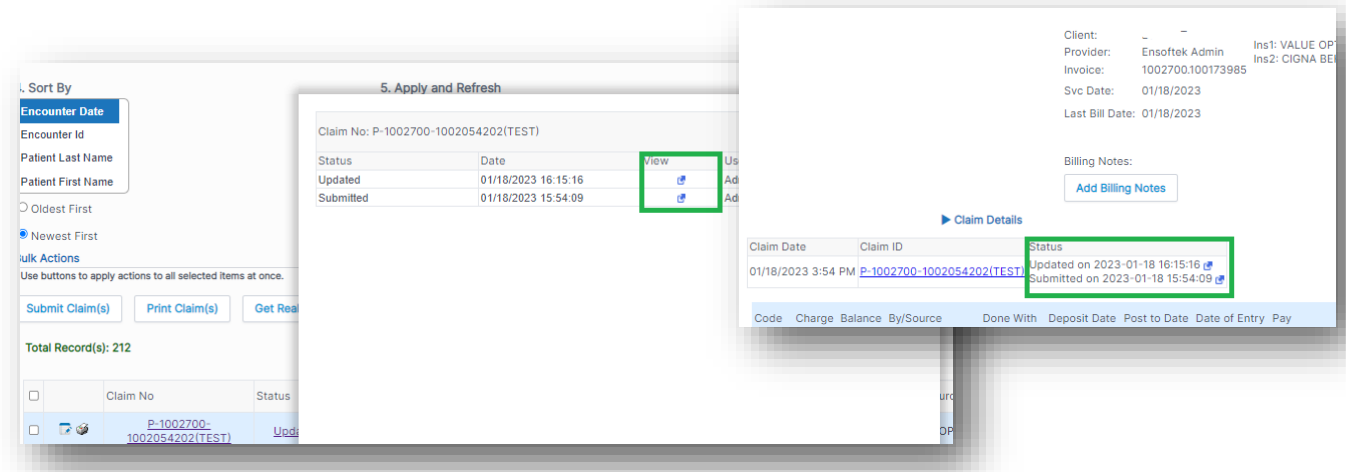 4. Sort By
5. Apply and Refresh
Encounter Date
Encounter Id
Patient Last Name
Patient First Name
Oldest First
Newest First
Bulk Actions
Use buttons to apply actions to all selected items at once.
Submit Claim(s)
Print Claim(s)
Get Real
Total Record(s): 212
Claim No
Status
P-1002700-
1002054202(TEST)
Upda
OP
Claim No: P-1002700-1002054202(TEST)
Status Date View Us
Updated 01/18/2023 16:15:16 Ad
Submitted 01/18/2023 15:54:09 Ad
Client:
Provider: Ensoftek Admin
Ins1: VALUE OPT
Ins2: CIGNA BEH
Invoice: 1002700.100173985
Svc Date: 01/18/2023
Last Bill Date: 01/18/2023
Billing Notes:
Add Billing Notes
Claim Details
Claim Date Claim ID Status
01/18/2023 3:54 PM P-1002700-1002054202(TEST)
Updated on 2023-01-18 16:15:16
Submitted on 2023-01-18 15:54:09
Code Charge Balance By/Source Done With Deposit Date Post to Date Date of Entry Pay